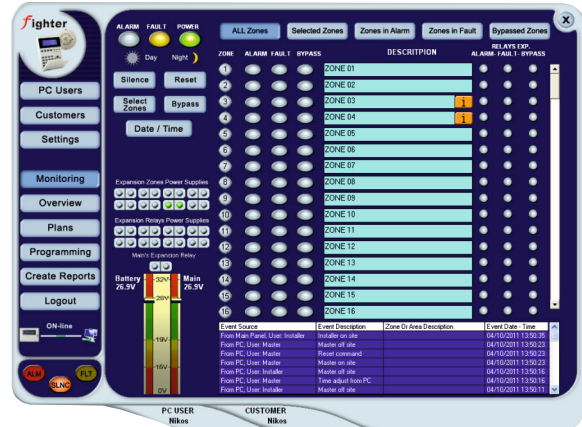 fighter
ALARM FAULT POWER
Day Night
Silence Reset
Select Zones Bypass
Date / Time
PC Users
Customers
Settings
Monitoring
Overview
Plans
Programming
Create Reports
Logout
ON-line
ALM SLNC FLT
Expansion Zones Power Supplies
Expansion Relays Power Supplies
Main's Expansion Relay
Battery 26.9V
Main 26.9V
32V
28V
19V
15V
0V
ALL Zones Selected Zones Zones in Alarm Zones in Fault Bypassed Zones
X
ZONE ALARM FAULT BYPASS DESCRITPION RELAYS EXP. ALARM- FAULT- BYPASS
1 ZONE 01
2 ZONE 02
3 ZONE 03 i
4 ZONE 04 i
5 ZONE 05
6 ZONE 06
7 ZONE 07
8 ZONE 08
9 ZONE 09
10 ZONE 10
11 ZONE 11
12 ZONE 12
13 ZONE 13
14 ZONE 14
15 ZONE 15
16 ZONE 16
Event Source Event Description Zone Or Area Description Event Date - Time
From Main Panel, User: Installer Installer on site 04/10/2011 13:50:35
From PC, User: Master Master off site 04/10/2011 13:50:23
From PC, User: Master Reset command 04/10/2011 13:50:23
From PC, User: Master Master on site 04/10/2011 13:50:23
From PC, User: Installer Master off site 04/10/2011 13:50:16
From PC, User: Master Time adjust from PC 04/10/2011 13:50:16
From PC, User: Master Master off site 04/10/2011 13:50:11
PC USER CUSTOMER
Nikos Nikos